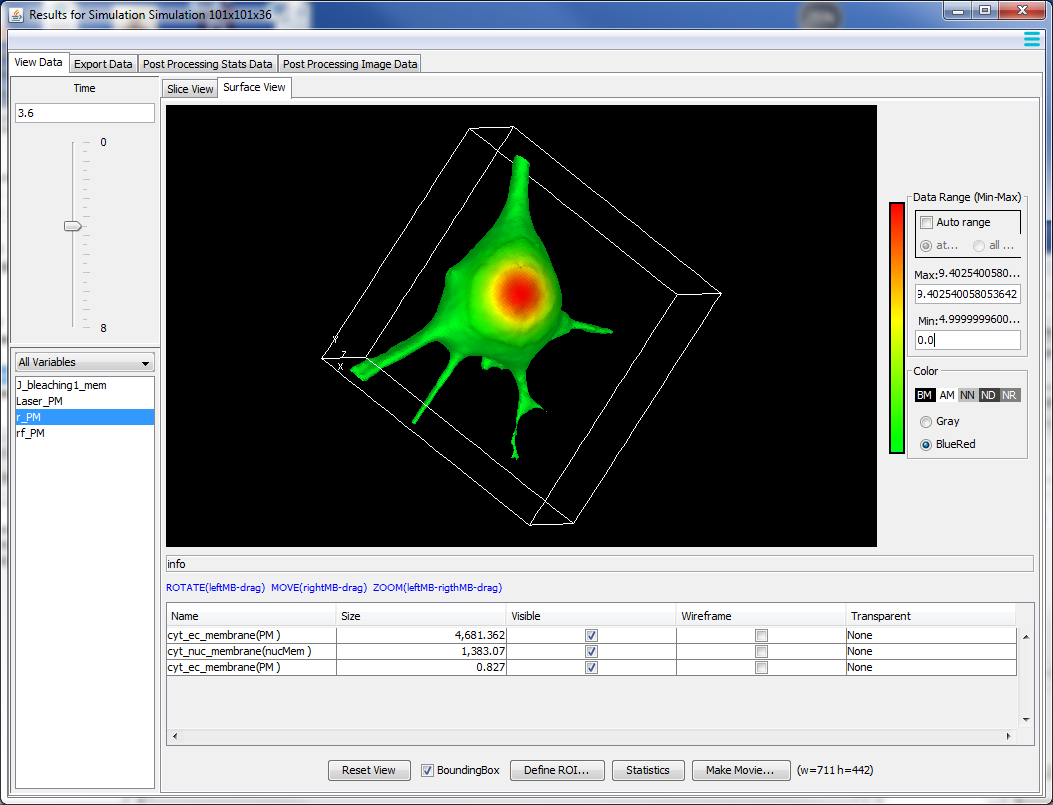 Results for Simulation Simulation 101x101x36
View Data Export Data Post Processing Stats Data Post Processing Image Data
Time
3.6
0
8
All Variables
J_bleaching1_mem
Laser_PM
r_PM
rf_PM
Slice View Surface View
Y
Z
X
Data Range (Min-Max)
Auto range
at... all ...
Max:9.4025400580...
9.402540058053642
Min:4.9999999600...
0.0
Color
BM AM NN ND NR
Gray
BlueRed
info
ROTATE(leftMB-drag) MOVE(rightMB-drag) ZOOM(leftMB-rigthMB-drag)
Name Size Visible Wireframe Transparent
cyt_ec_membrane(PM ) 4,681.362 None
cyt_nuc_membrane(nucMem ) 1,383.07 None
cyt_ec_membrane(PM ) 0.827 None
Reset View BoundingBox Define ROI... Statistics Make Movie... (w=711 h=442)